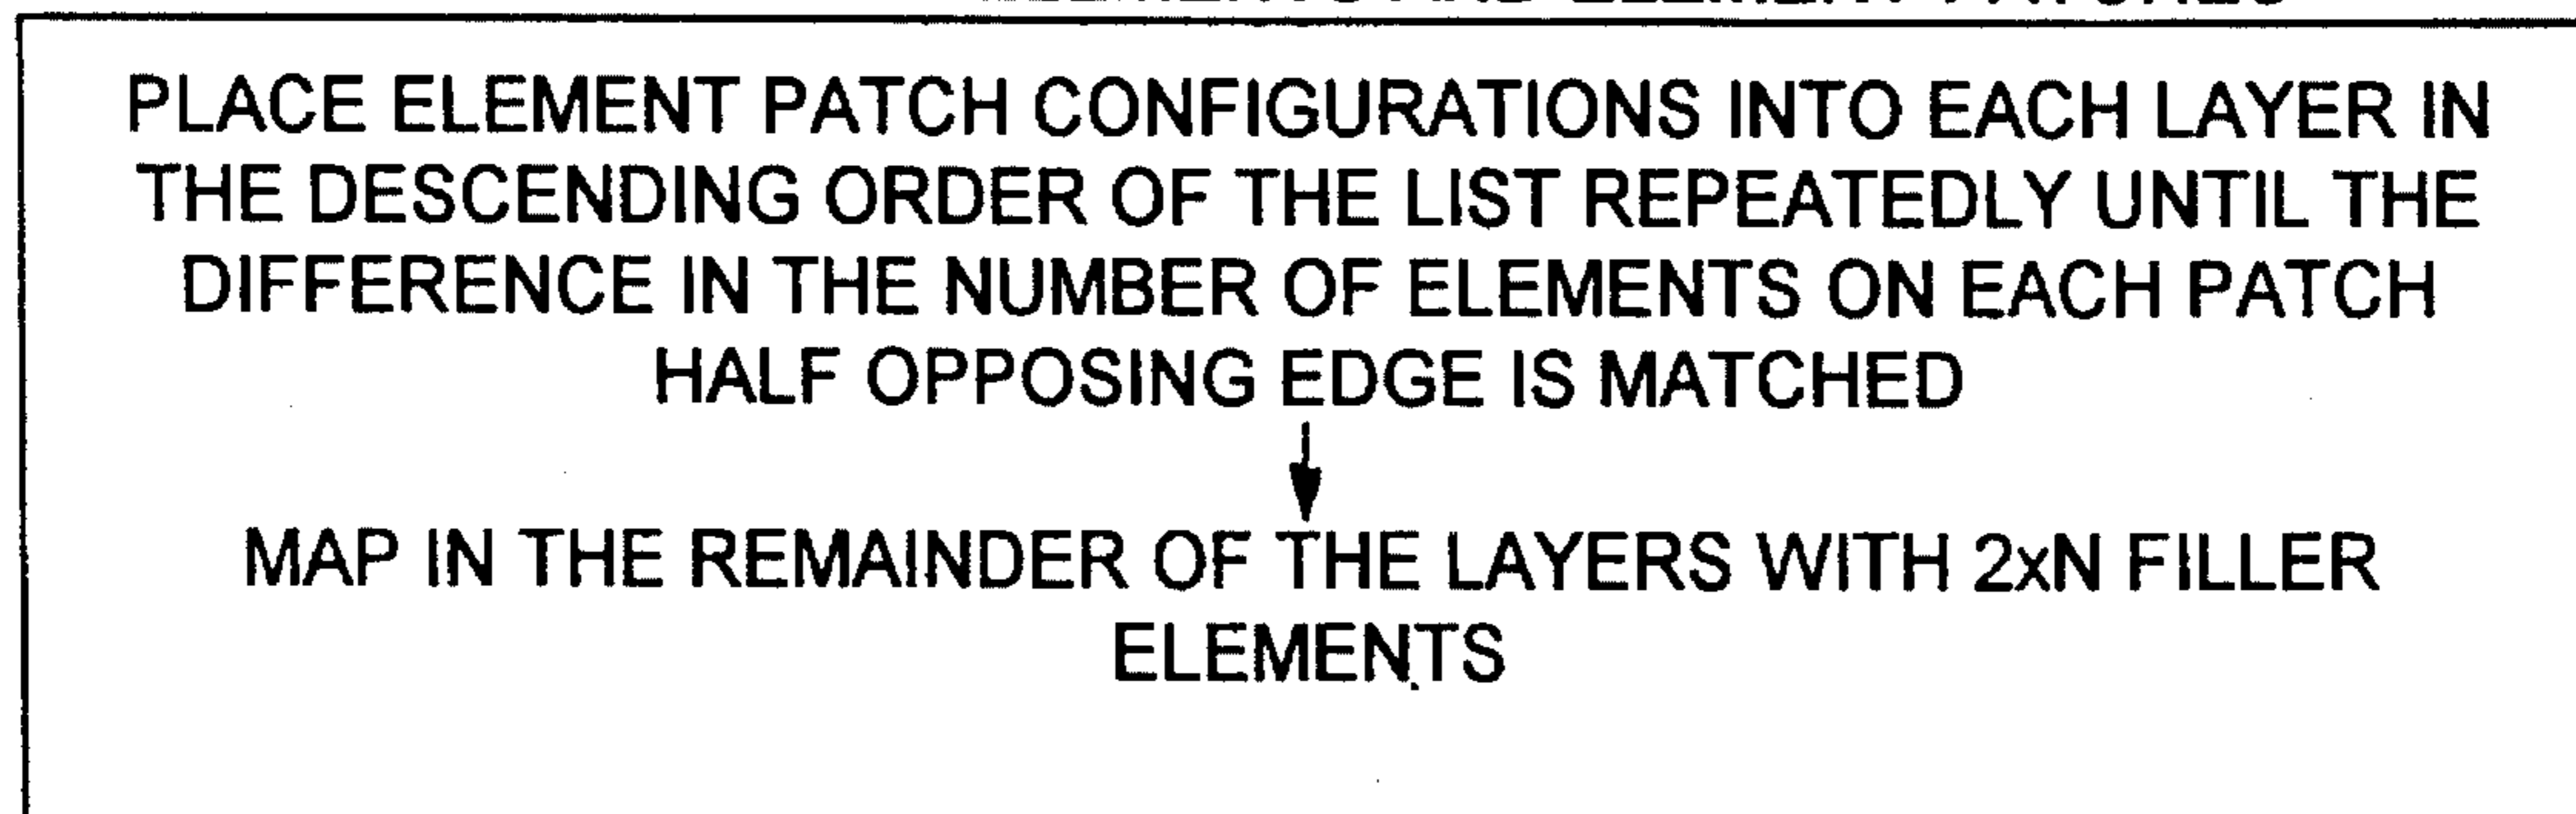 PLACE ELEMENT PATCH CONFIGURATIONS INTO EACH LAYER IN
THE DESCENDING ORDER OF THE LIST REPEATEDLY UNTIL THE
DIFFERENCE IN THE NUMBER OF ELEMENTS ON EACH PATCH
HALF OPPOSING EDGE IS MATCHED
MAP IN THE REMAINDER OF THE LAYERS WITH 2xN FILLER
ELEMENTS